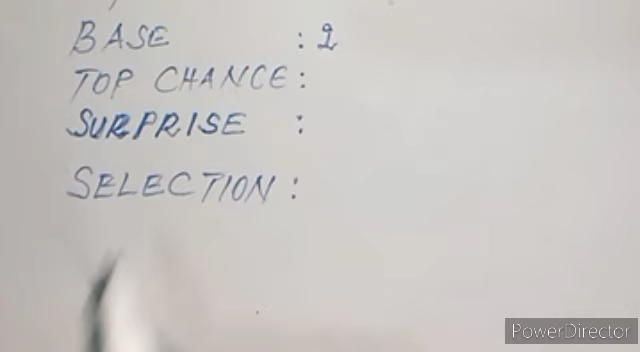 BASE : 2
TOP CHANCE :
SURPRISE :
SELECTION :
PowerDirector